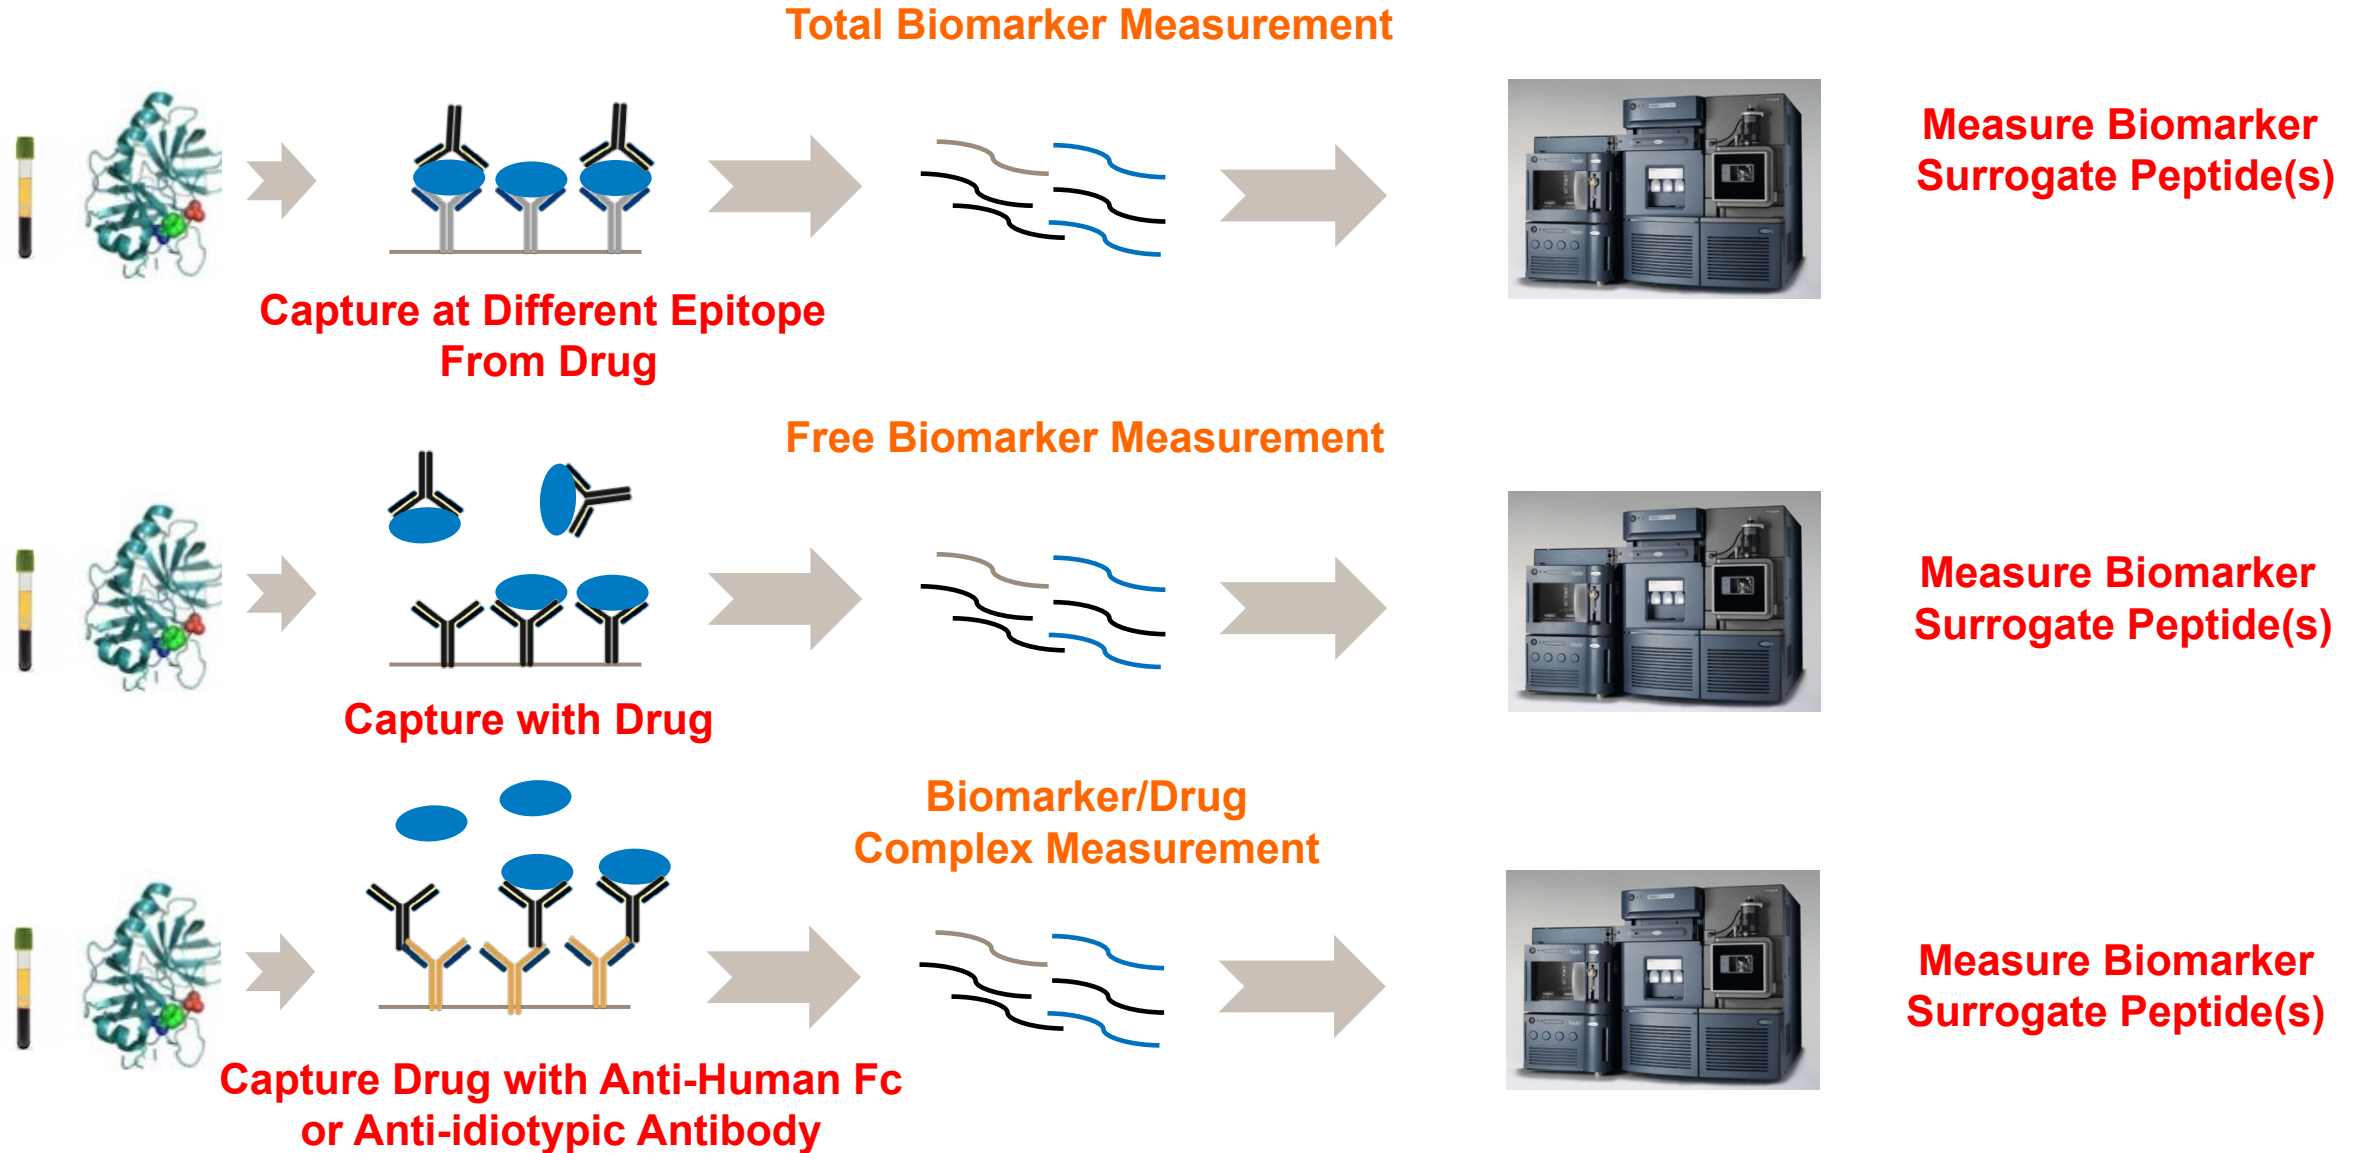 Total Biomarker Measurement
Measure Biomarker
Surrogate Peptide(s)
Capture at Different Epitope
From Drug
Free Biomarker Measurement
Measure Biomarker
Surrogate Peptide(s)
Capture with Drug
Biomarker/Drug
Complex Measurement
Measure Biomarker
Surrogate Peptide(s)
Capture Drug with Anti-Human Fc
or Anti-idiotypic Antibody